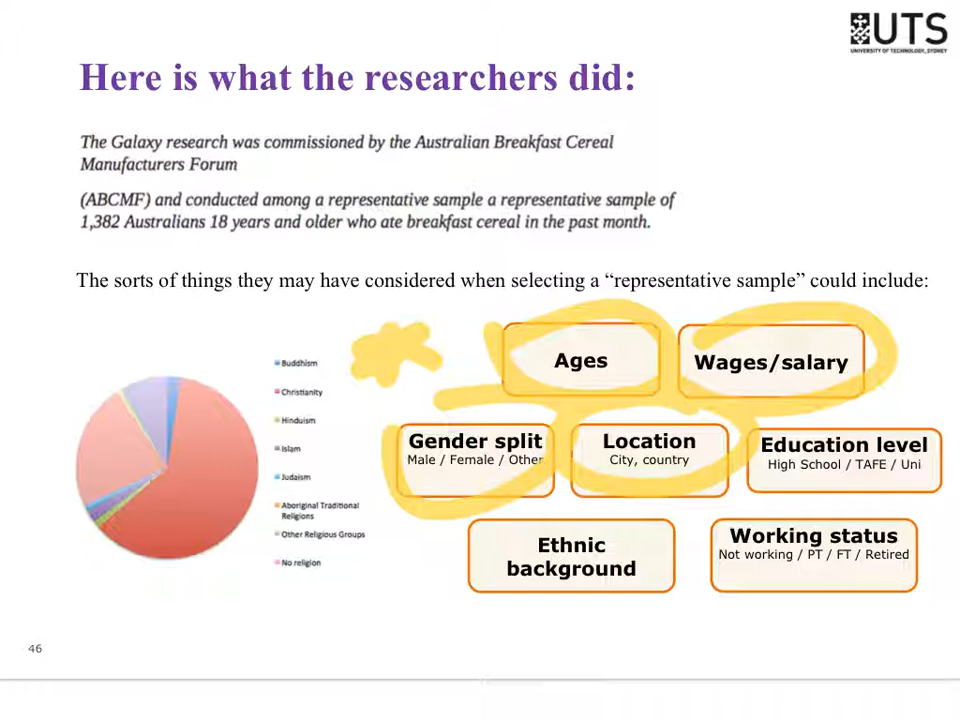 UTS
UNIVERSITY OF TECHNOLOGY, SYDNEY
Here is what the researchers did:
The Galaxy research was commissioned by the Australian Breakfast Cereal
Manufacturers Forum
(ABCMF) and conducted among a representative sample a representative sample of
1,382 Australians 18 years and older who ate breakfast cereal in the past month.
The sorts of things they may have considered when selecting a “representative sample” could include:
Buddhism
Christianity
Hinduism
Islam
Judaism
Aboriginal Traditional
Religions
Other Religious Groups
No religion
Ages
Wages/salary
Gender split
Male / Female / Other
Location
City, country
Education level
High School / TAFE / Uni
Ethnic
background
Working status
Not working / PT / FT / Retired
46